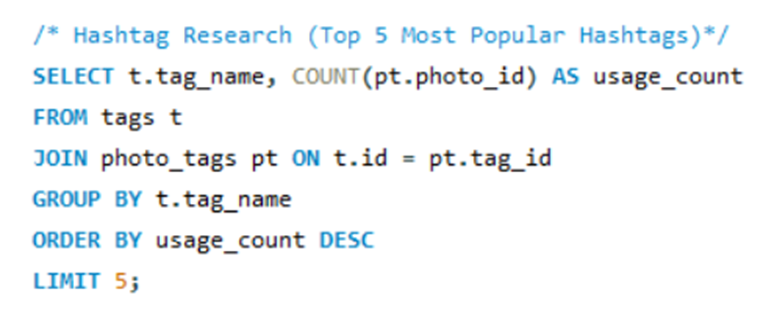 /* Hashtag Research (Top 5 Most Popular Hashtags)*/
SELECT t.tag_name, COUNT(pt.photo_id) AS usage_count
FROM tags t
JOIN photo_tags pt ON t.id = pt.tag_id
GROUP BY t.tag_name
ORDER BY usage_count DESC
LIMIT 5;